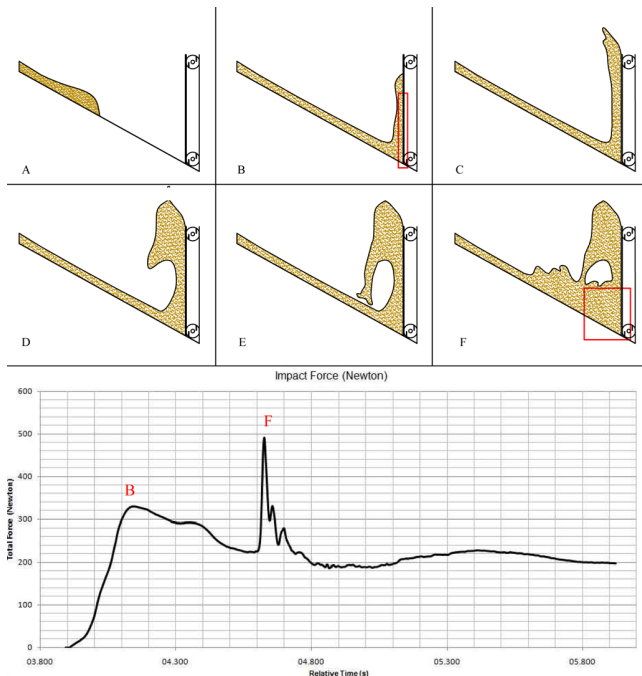 A
B
C
D
E
F
Impact Force (Newton)
600
500
400
300
200
100
0
Total Force (Newton)
B
F
03.800
04.300
04.800
05.300
05.800
Relative Time (s)